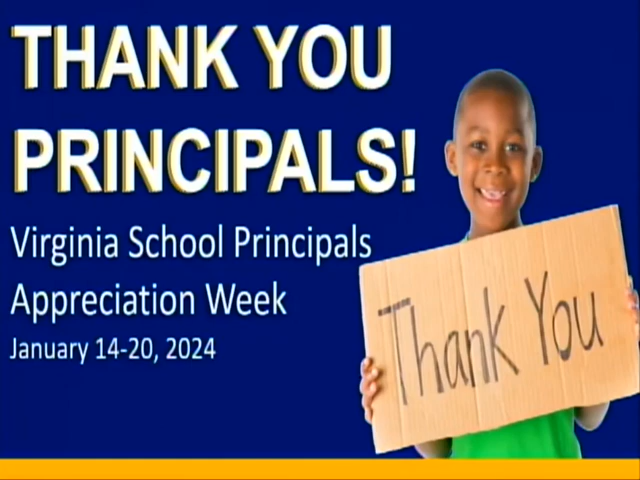 THANK YOU
PRINCIPALS!
Virginia School Principals
Appreciation Week
January 14-20, 2024
Thank You